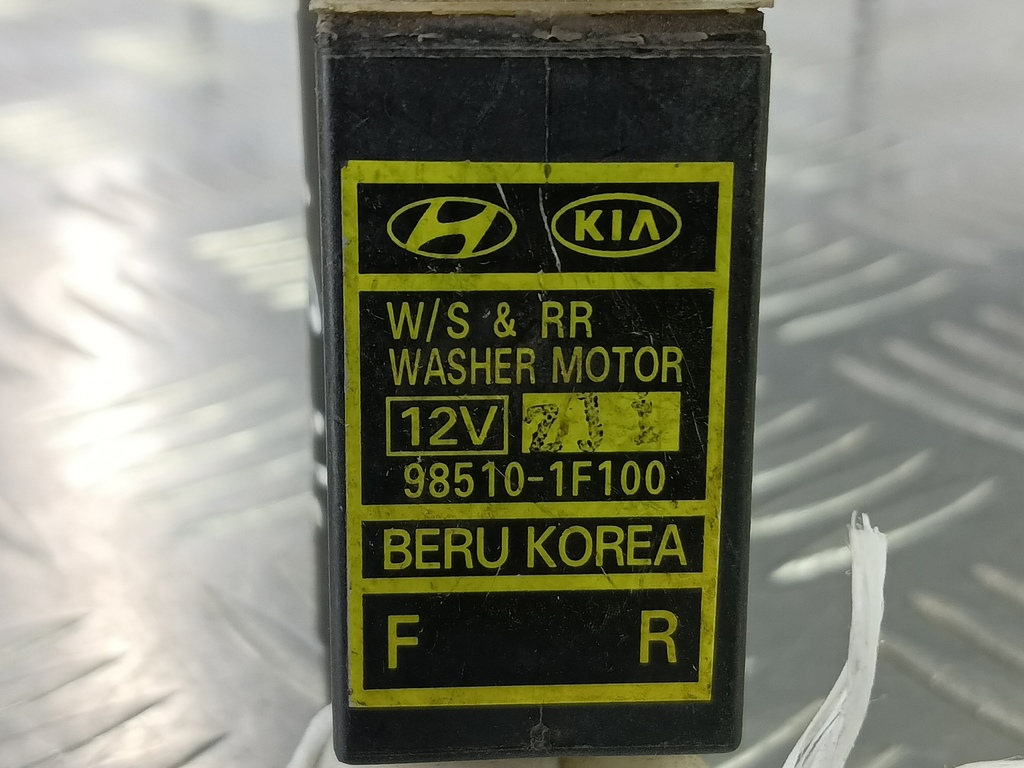 KIA
W/S & RR
WASHER MOTOR
12V
98510-1F100
BERU KOREA
F R